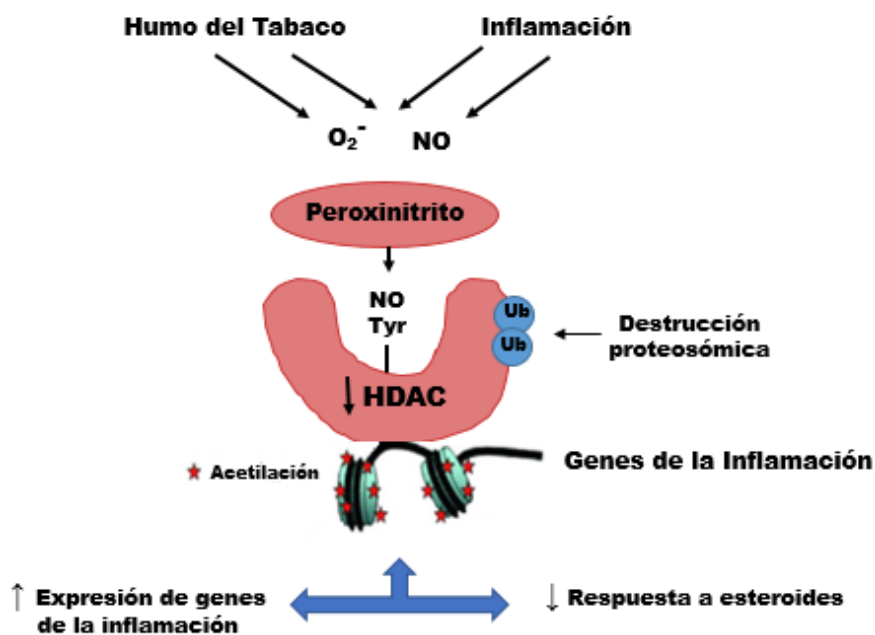 Humo del Tabaco
Inflamación
O₂⁻ NO
Peroxinitrito
NO
Tyr
Ub
Ub
Destrucción
proteosómica
↓ HDAC
Acetilación
Genes de la Inflamación
↑ Expresión de genes
de la inflamación
↓ Respuesta a esteroides